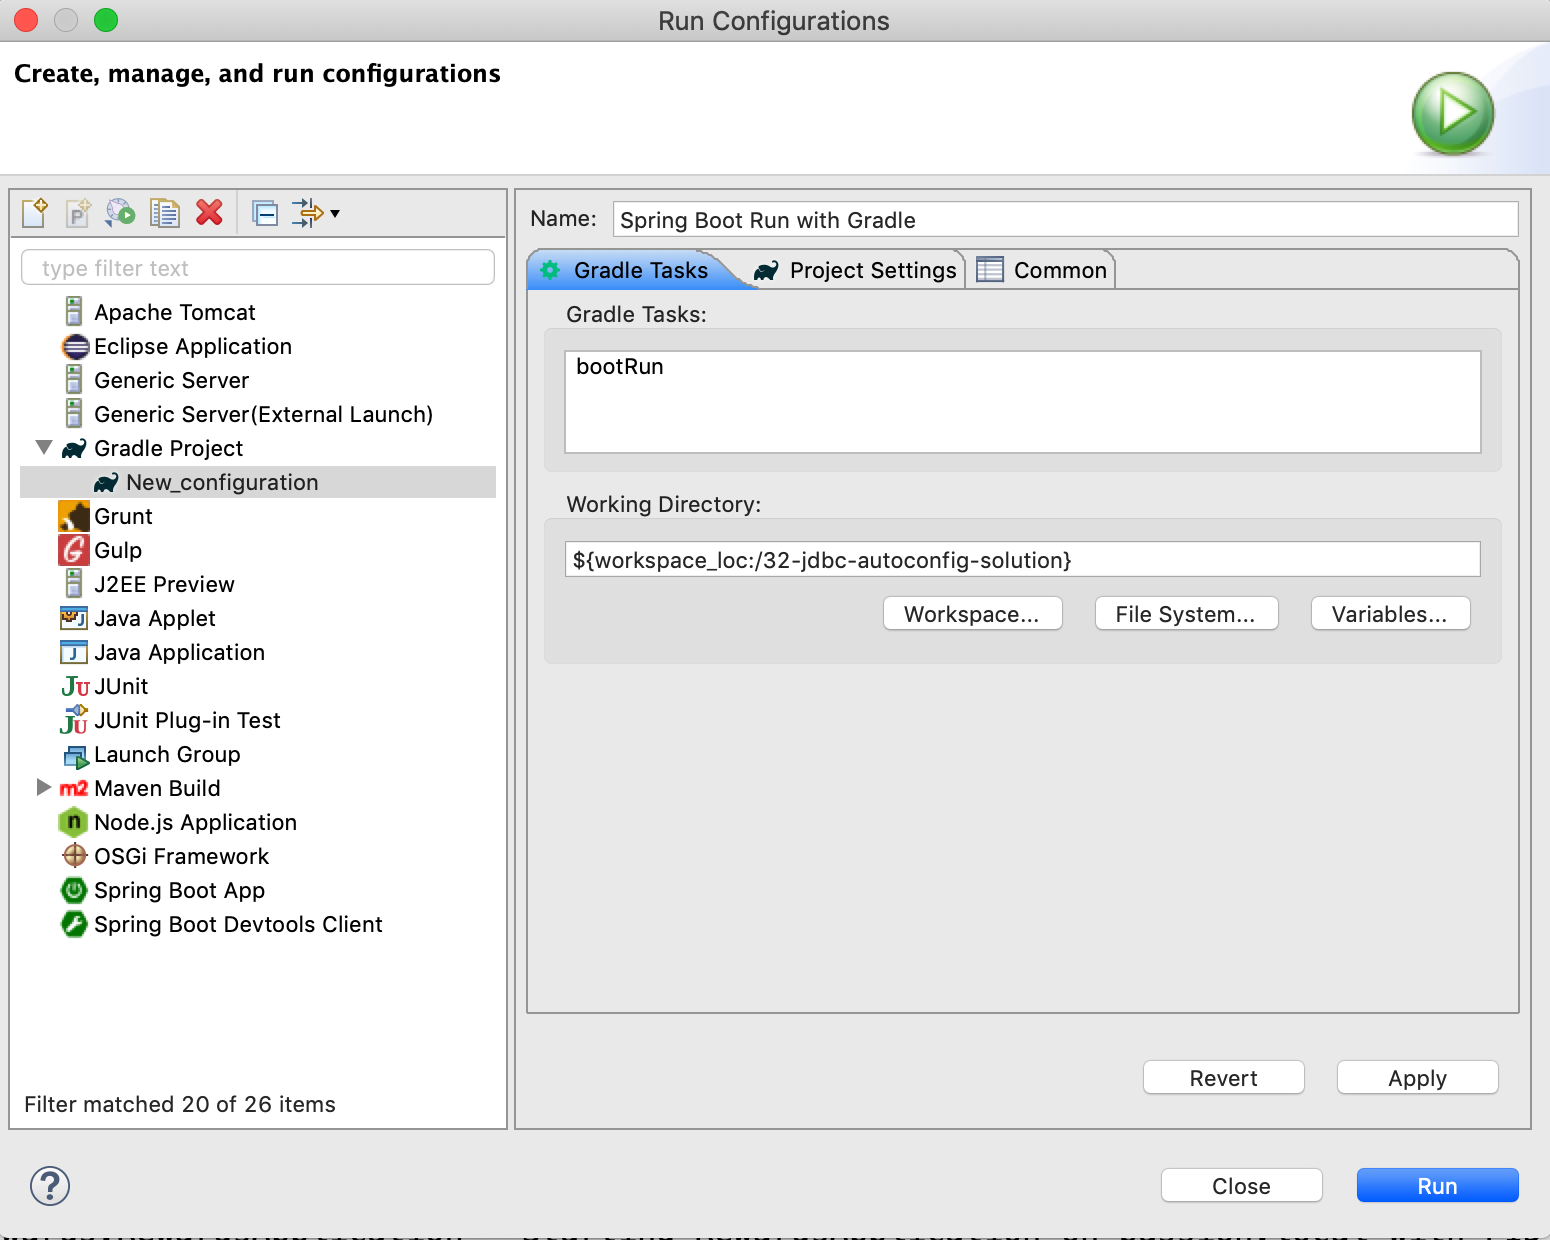 Run Configurations
Create, manage, and run configurations
type filter text
Apache Tomcat
Eclipse Application
Generic Server
Generic Server(External Launch)
Gradle Project
New_configuration
Grunt
Gulp
J2EE Preview
Java Applet
Java Application
JUnit
JUnit Plug-in Test
Launch Group
Maven Build
Node.js Application
OSGi Framework
Spring Boot App
Spring Boot Devtools Client
Filter matched 20 of 26 items
Name: Spring Boot Run with Gradle
Gradle Tasks Project Settings Common
Gradle Tasks:
bootRun
Working Directory:
${workspace_loc:/32-jdbc-autoconfig-solution}
Workspace... File System... Variables...
Revert Apply
Close Run